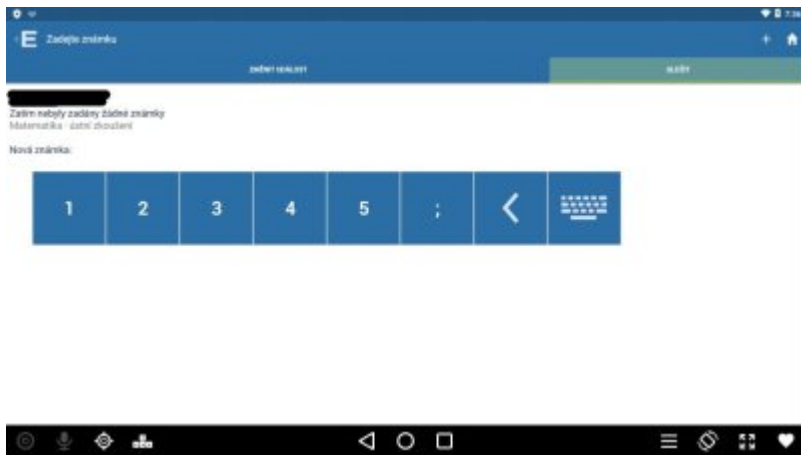 E Zadejte známku
Zatím nebyly zadány žádné známky
Matematika - ústní zkoušení
Nová známka:
1 2 3 4 5 ;